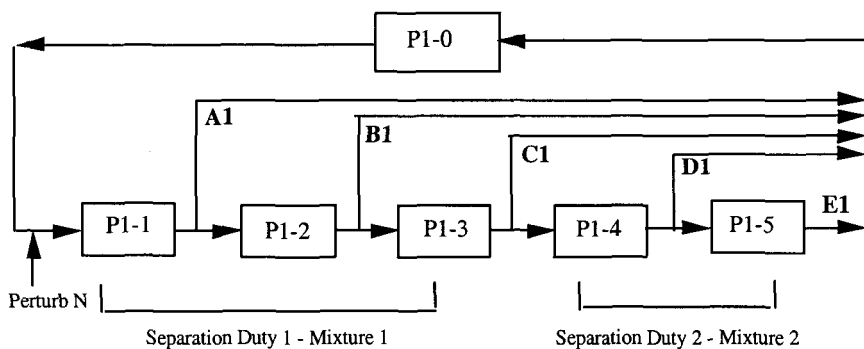 P1-0
A1
B1
C1
D1
E1
P1-1
P1-2
P1-3
P1-4
P1-5
Perturb N
Separation Duty 1 - Mixture 1
Separation Duty 2 - Mixture 2